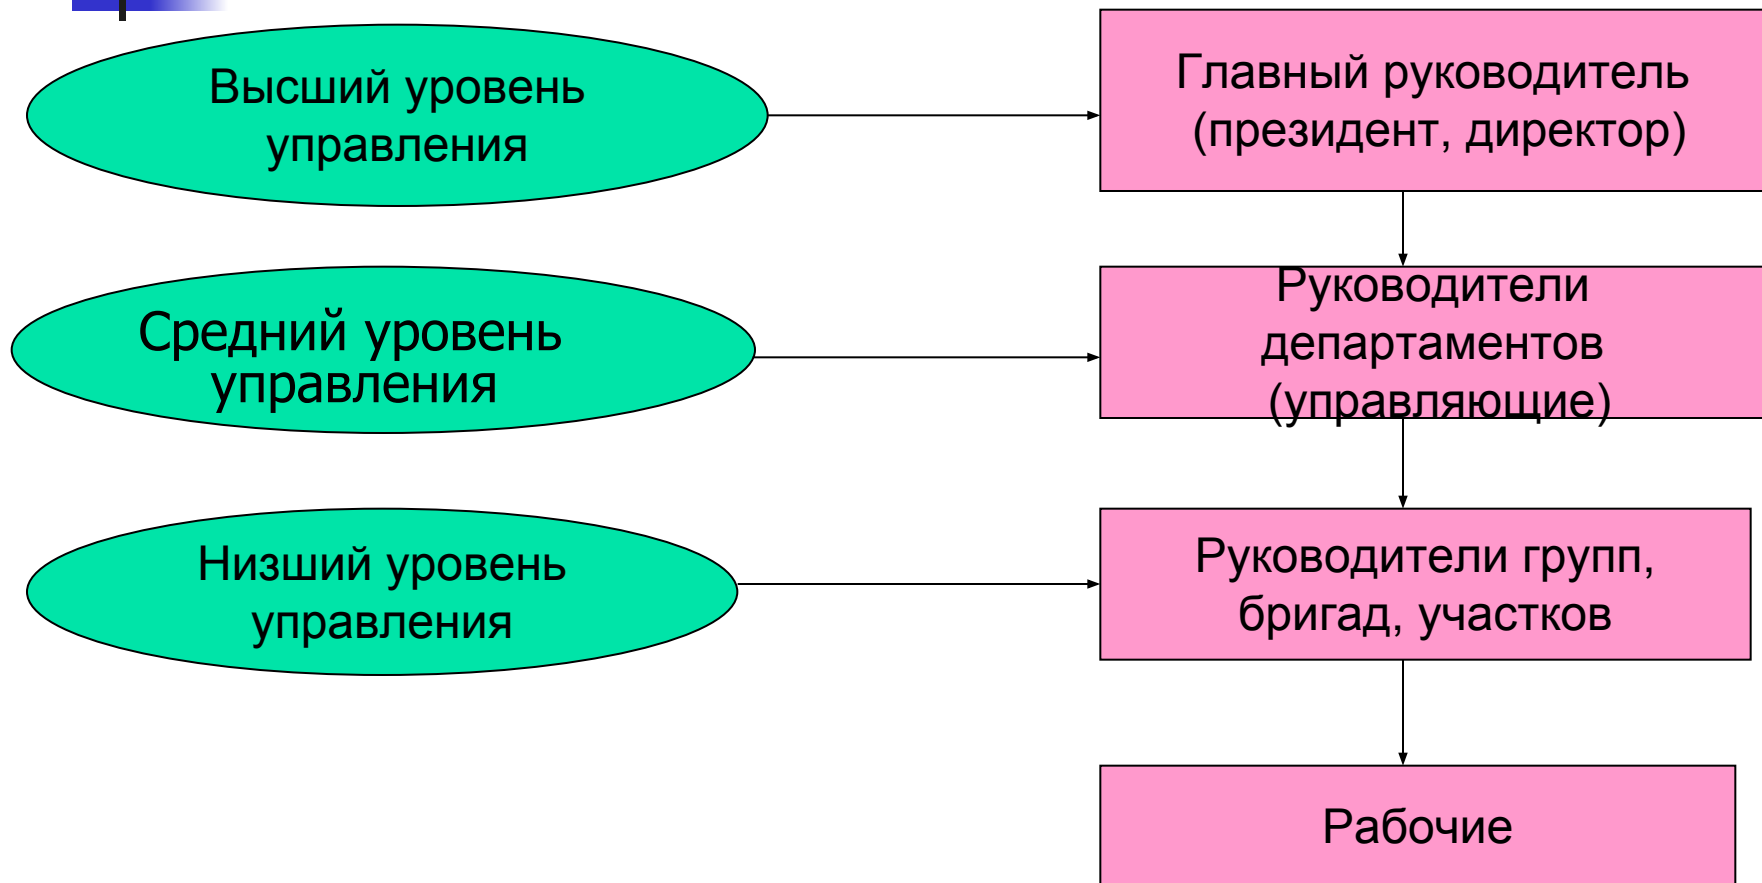 Высший уровень
управления
Главный руководитель
(президент, директор)
Средний уровень
управления
Руководители
департаментов
(управляющие)
Низший уровень
управления
Руководители групп,
бригад, участков
Рабочие